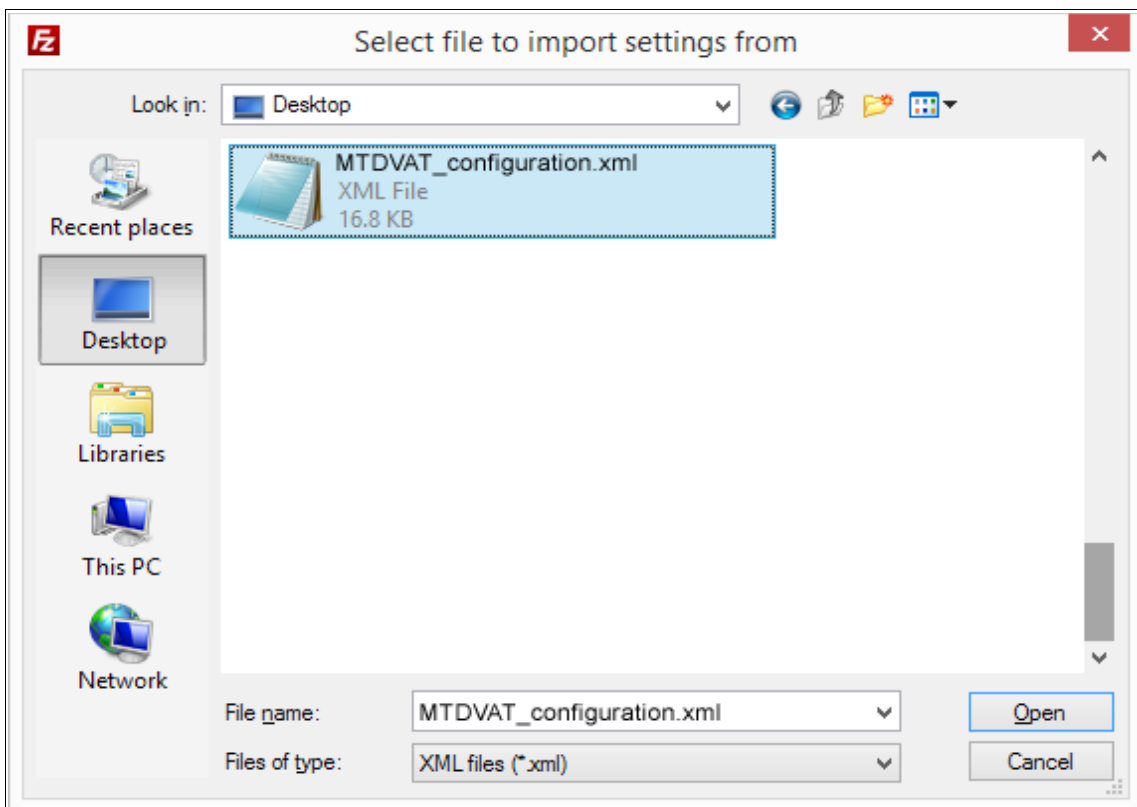 Fz
Select file to import settings from
Look in:
Desktop
MTDVAT_configuration.xml
XML File
16.8 KB
Recent places
Desktop
Libraries
This PC
Network
File name:
MTDVAT_configuration.xml
Open
Files of type:
XML files (*.xml)
Cancel